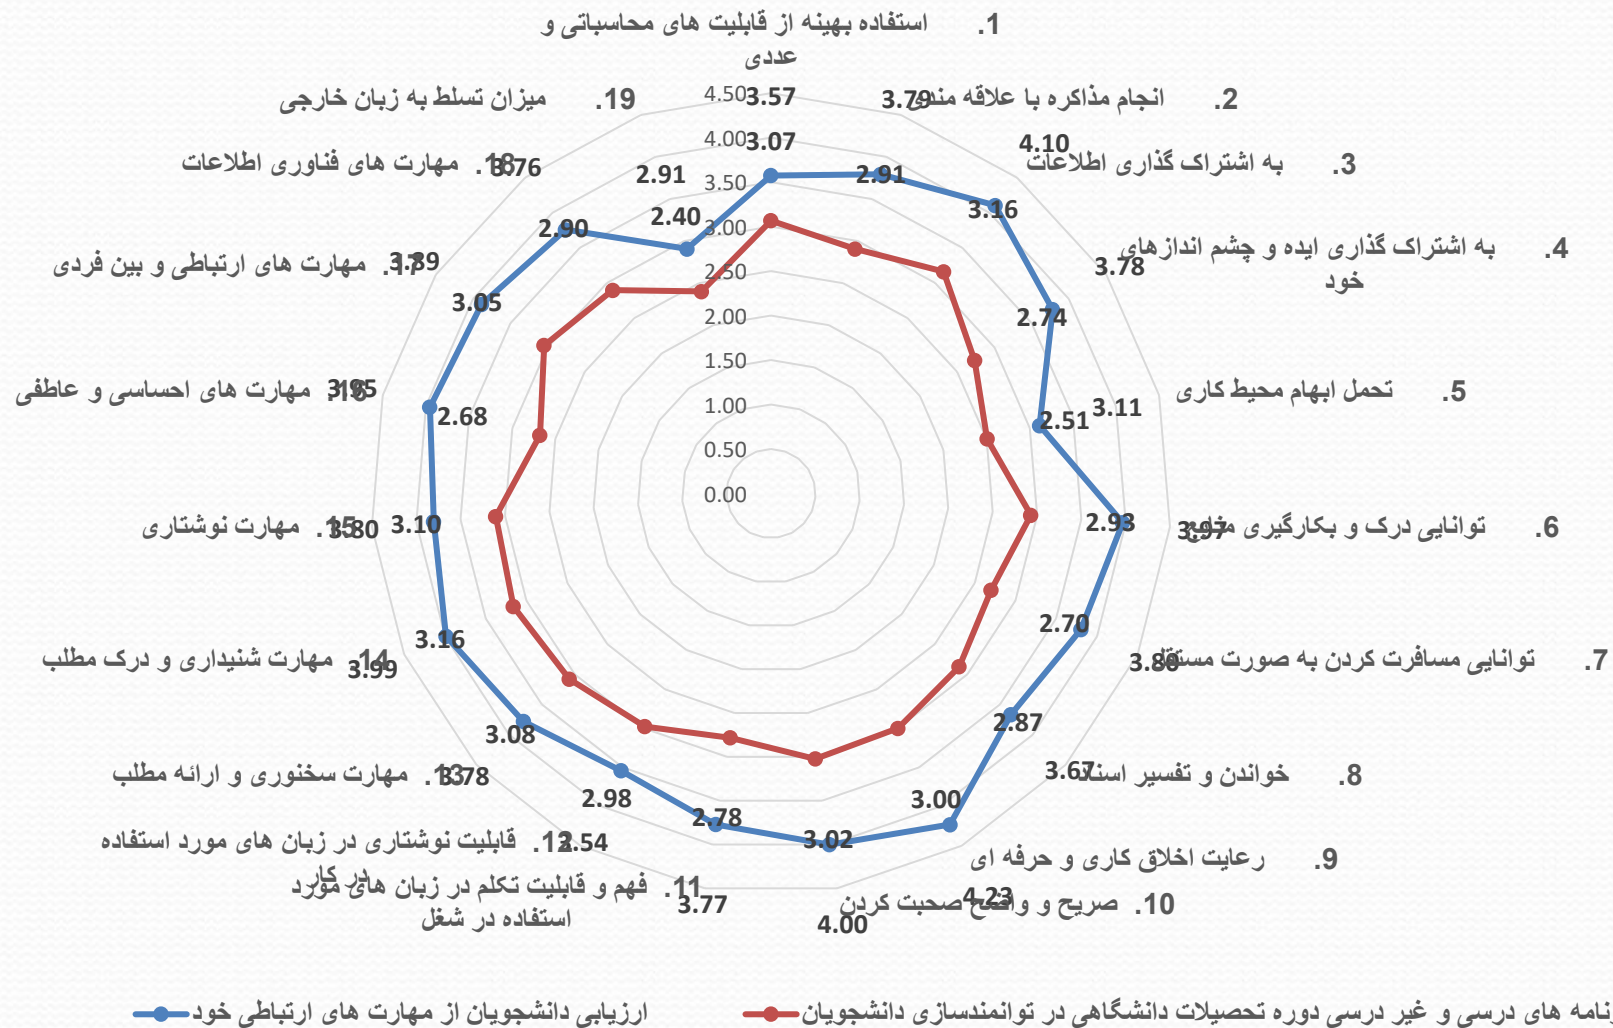 1. استفاده بهینه از قابلیت های محاسباتی و
عددی
2. انجام مذاکره با علاقه مندی
3. به اشتراک گذاری اطلاعات
4. به اشتراک گذاری ایده و چشم اندازهای
خود
5. تحمل ابهام محیط کاری
6. توانایی درک و بکارگیری منابع
7. توانایی مسافرت کردن به صورت مستقل
8. خواندن و تفسیر اسناد
9. رعایت اخلاق کاری و حرفه ای
10. صریح و واضح صحبت کردن
11. فهم و قابلیت تکلم در زبان های مورد
استفاده در شغل
12. قابلیت نوشتاری در زبان های مورد استفاده
در کار
13. مهارت سخنوری و ارائه مطلب
14. مهارت شنیداری و درک مطلب
15. مهارت نوشتاری
16. مهارت های احساسی و عاطفی
17. مهارت های ارتباطی و بین فردی
18. مهارت های فناوری اطلاعات
19. میزان تسلط به زبان خارجی
4.50
4.00
3.50
3.00
2.50
2.00
1.50
1.00
0.50
0.00
3.57
3.79
4.10
3.78
3.11
3.97
3.80
3.67
4.23
4.00
3.77
3.54
3.78
3.99
3.80
3.95
3.89
3.76
2.91
3.07
2.91
3.16
2.74
2.51
2.93
2.70
2.87
3.00
3.02
2.78
2.98
3.08
3.16
3.10
2.68
3.05
2.90
2.40
ارزیابی دانشجویان از مهارت های ارتباطی خود
نامه های درسی و غیر درسی دوره تحصیلات دانشگاهی در توانمندسازی دانشجویان